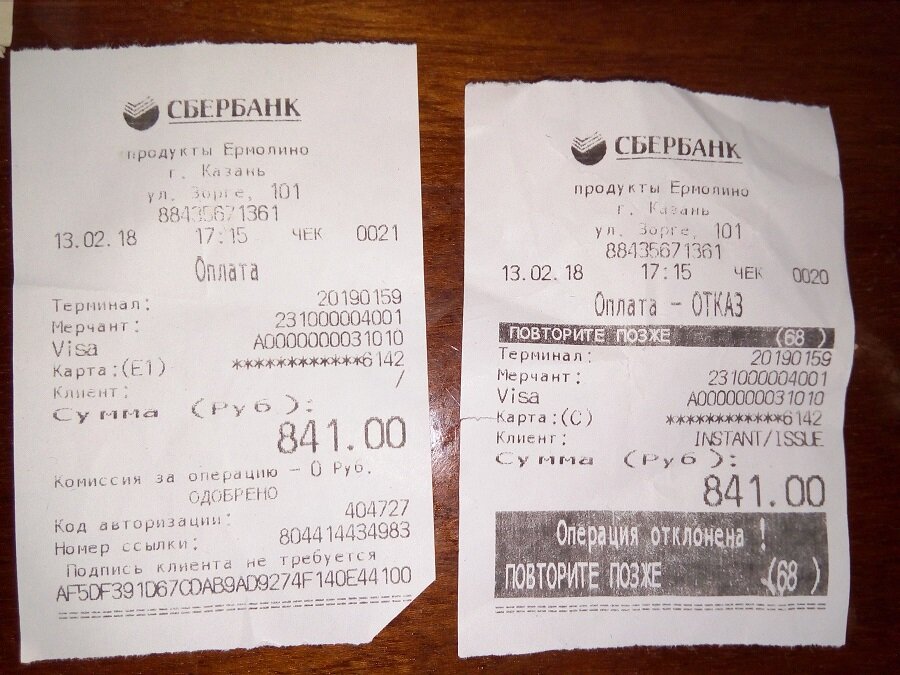 СБЕРБАНК
продукты Ермолино
г. Казань
ул. Зорге, 101
88435671361
13.02.18 17:15 ЧЕК 0021
Оплата
Терминал: 20190159
Мерчант: 231000004001
Visa A0000000031010
Карта:(E1) ************6142
Клиент: /
Сумма (Руб):
841.00
Комиссия за операцию – 0 Руб.
ОДОБРЕНО
Код авторизации: 404727
Номер ссылки: 804414434983
Подпись клиента не требуется
AF5DF391D67CDAB9AD9274F140E44100
СБЕРБАНК
продукты Ермолино
г. Казань
ул. Зорге, 101
88435671361
13.02.18 17:15 ЧЕК 0020
Оплата – ОТКАЗ
ПОВТОРИТЕ ПОЗЖЕ (68 )
Терминал: 20190159
Мерчант: 231000004001
Visa A0000000031010
Карта:(C) ************6142
Клиент: INSTANT/ISSUE
Сумма (Руб):
841.00
Операция отклонена !
ПОВТОРИТЕ ПОЗЖЕ (68 )